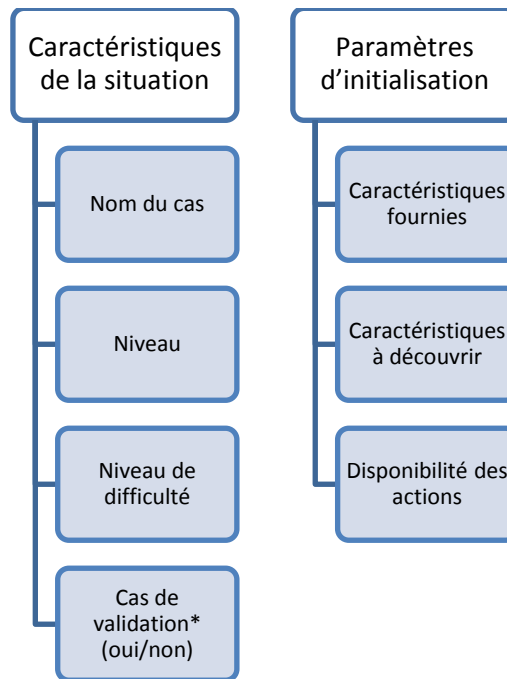 Caractéristiques
de la situation
Nom du cas
Niveau
Niveau de
difficulté
Cas de
validation*
(oui/non)
Paramètres
d’initialisation
Caractéristiques
fournies
Caractéristiques
à découvrir
Disponibilité des
actions